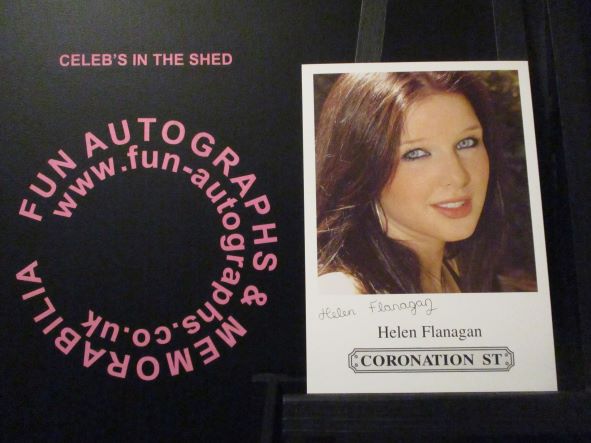 CELEB'S IN THE SHED
FUN AUTOGRAPHS & MEMORABILIA
www.fun-autographs.co.uk
Helen Flanagan
Helen Flanagan
CORONATION ST